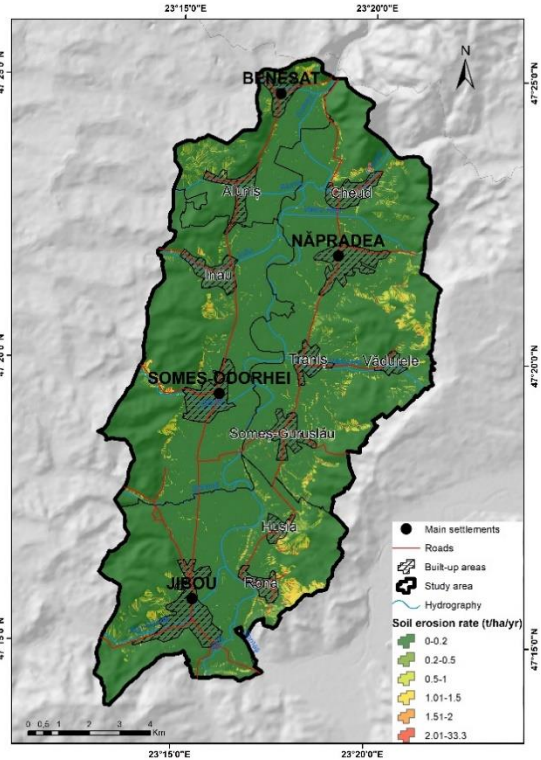 23°15'0"E 23°20'0"E
N
47°25'0"E
BENESAT
Aluniș
Cheud
NĂPRADEA
Inău
Traniș
Vădurele
47°20'0"E
SOMEȘ-ODORHEI
Someș-Guruslău
Husia
JIBOU
Rona
47°15'0"E
Main settlements
Roads
Built-up areas
Study area
Hydrography
Soil erosion rate (t/ha/yr)
0-0.2
0.2-0.5
0.5-1
1.01-1.5
1.51-2
2.01-33.3
0 0,5 1 2 3 4
Km
23°15'0"E 23°20'0"E